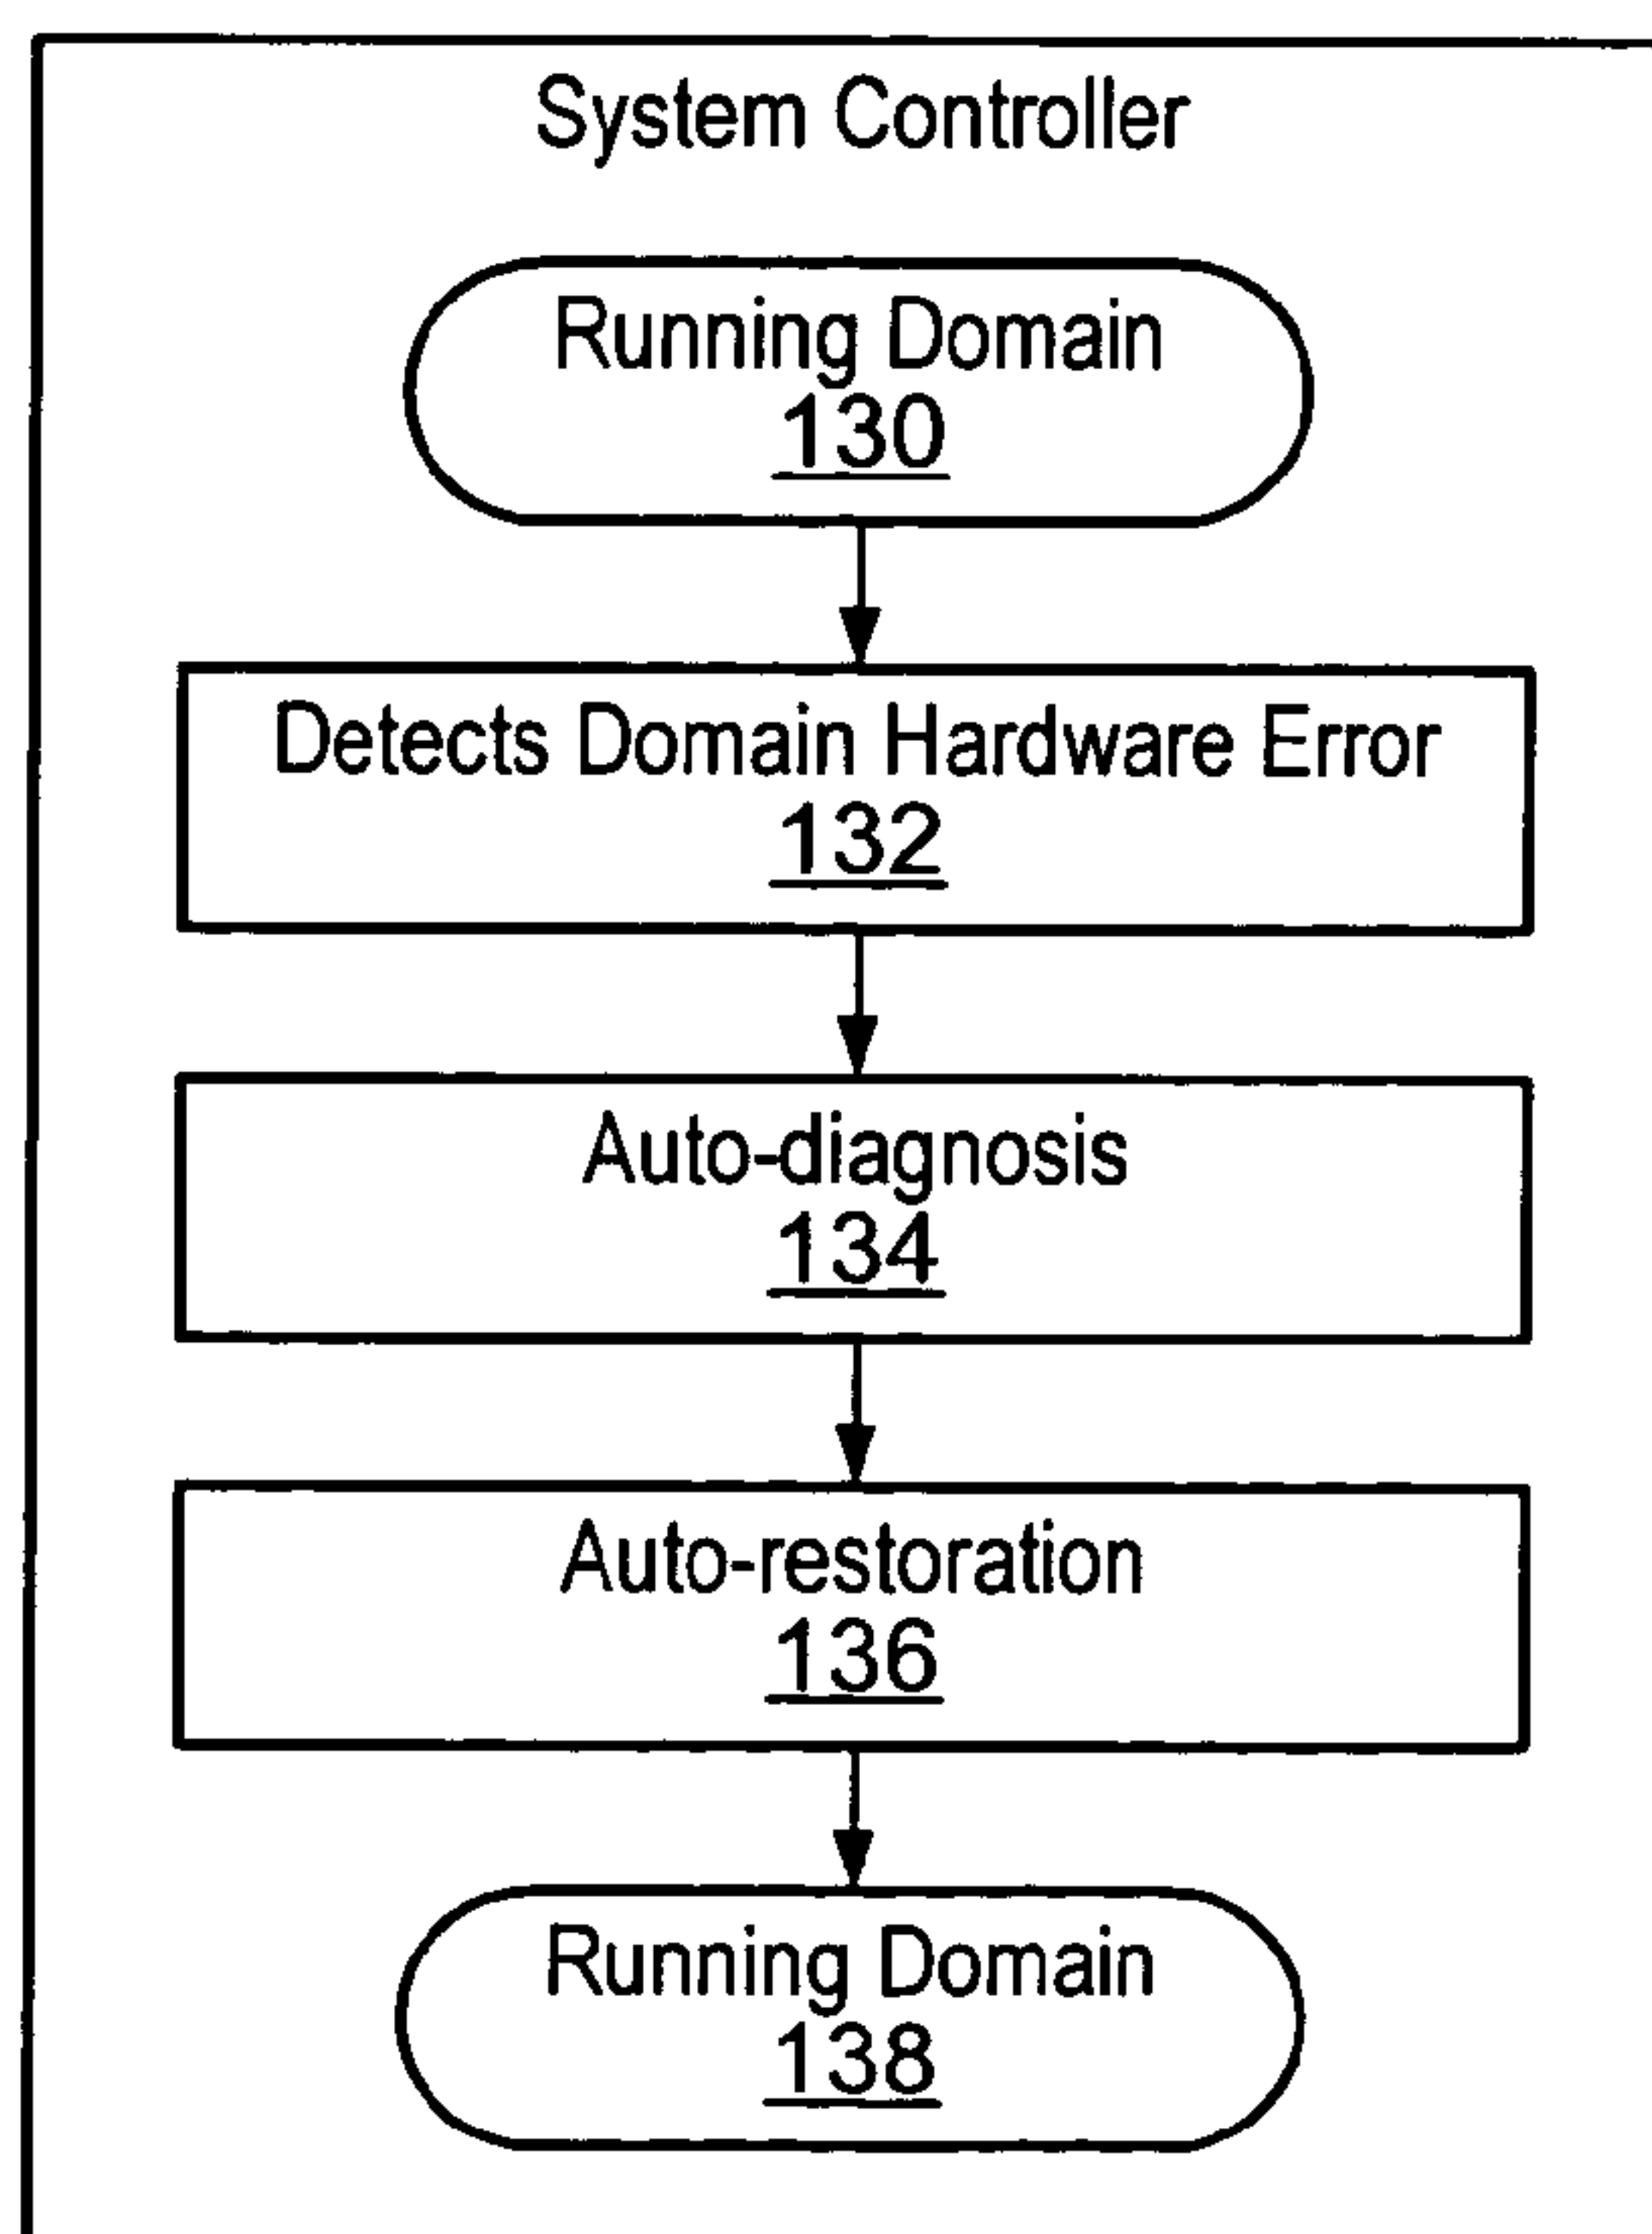 System Controller
Running Domain
130
Detects Domain Hardware Error
132
Auto-diagnosis
134
Auto-restoration
136
Running Domain
138